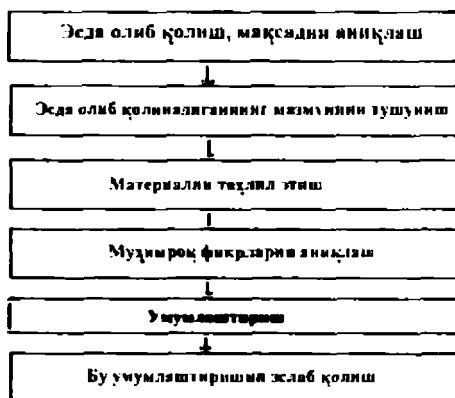 Эсда олиб қолиш, мақсадни аниқлаш
Эсда олиб қолиналиганнинг мазмунини тушуниш
Материални таҳлил этиш
Муҳимроқ фикрларни аниқлаш
Умумлаштириш
Бу умумлаштиришни эслаб қолиш